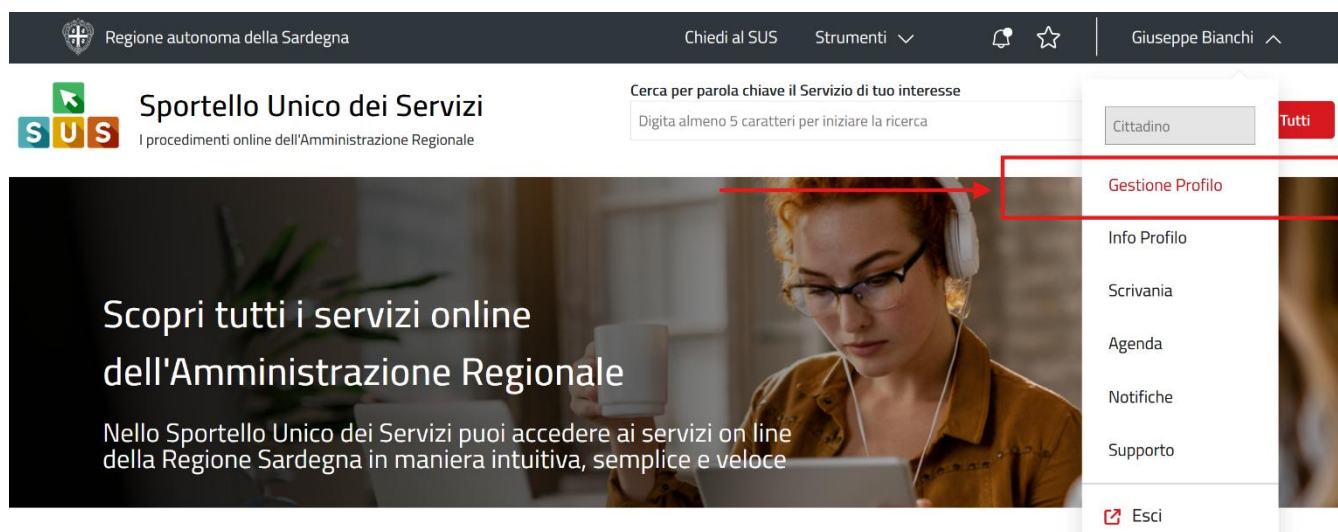 Regione autonoma della Sardegna
Chiedi al SUS
Strumenti
Giuseppe Bianchi
SUS
Sportello Unico dei Servizi
I procedimenti online dell'Amministrazione Regionale
Cerca per parola chiave il Servizio di tuo interesse
Digita almeno 5 caratteri per iniziare la ricerca
Tutti
Cittadino
Gestione Profilo
Info Profilo
Scrivania
Agenda
Notifiche
Supporto
Esci
Scopri tutti i servizi online
dell'Amministrazione Regionale
Nello Sportello Unico dei Servizi puoi accedere ai servizi on line
della Regione Sardegna in maniera intuitiva, semplice e veloce